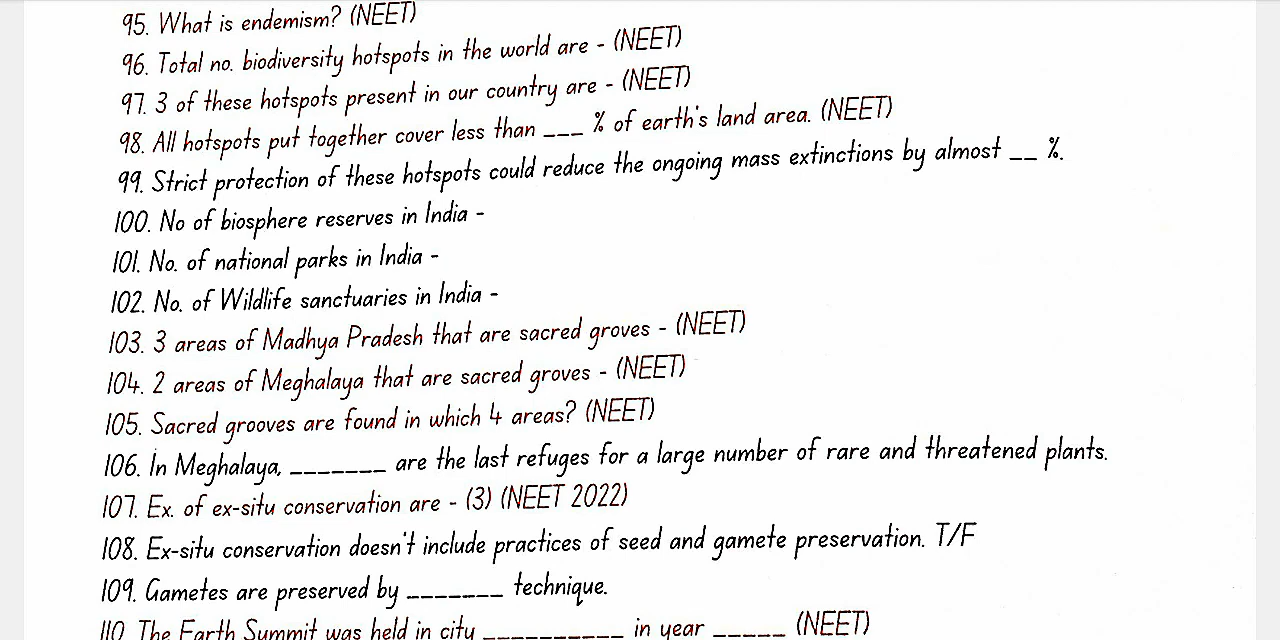 95. What is endemism? (NEET)
96. Total no. biodiversity hotspots in the world are - (NEET)
97. 3 of these hotspots present in our country are - (NEET)
98. All hotspots put together cover less than ___ % of earth's land area. (NEET)
99. Strict protection of these hotspots could reduce the ongoing mass extinctions by almost __ %.
100. No of biosphere reserves in India -
101. No. of national parks in India -
102. No. of Wildlife sanctuaries in India -
103. 3 areas of Madhya Pradesh that are sacred groves - (NEET)
104. 2 areas of Meghalaya that are sacred groves - (NEET)
105. Sacred grooves are found in which 4 areas? (NEET)
106. In Meghalaya, _______ are the last refuges for a large number of rare and threatened plants.
107. Ex. of ex-situ conservation are - (3) (NEET 2022)
108. Ex-situ conservation doesn't include practices of seed and gamete preservation. T/F
109. Gametes are preserved by _______ technique.
110. The Earth Summit was held in city __________ in year _____ (NEET)